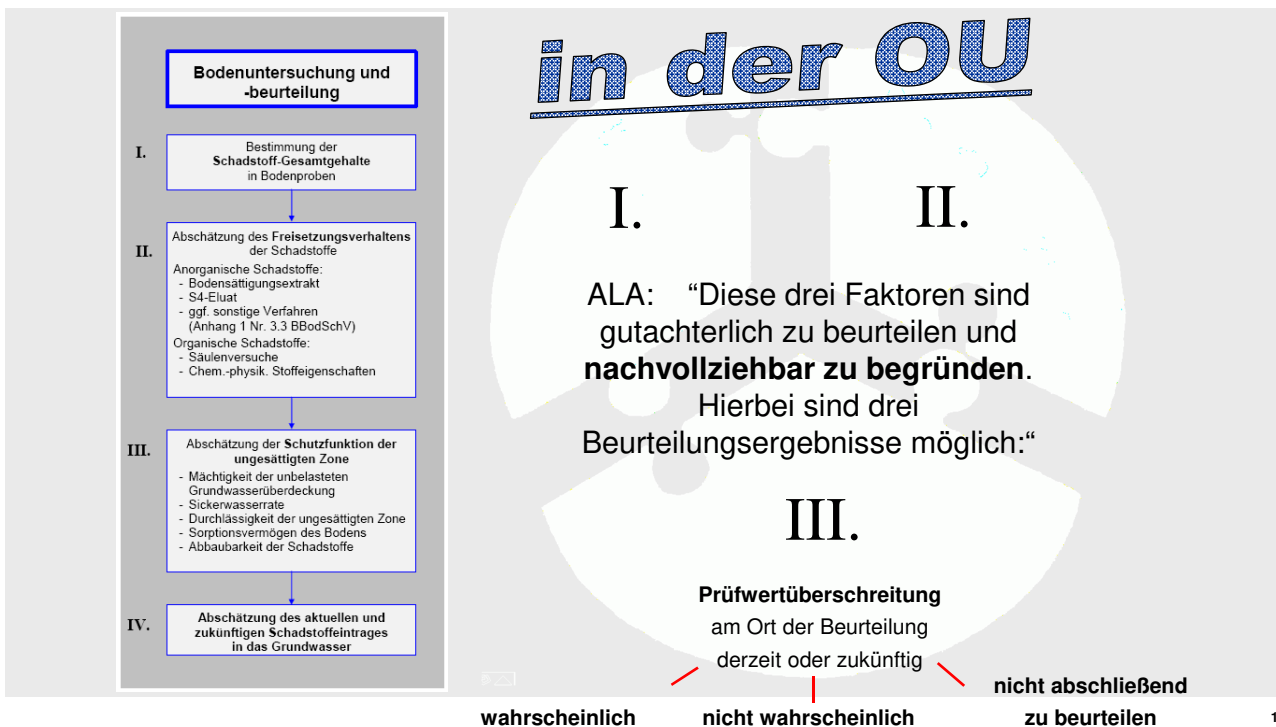 in der OU
Bodenuntersuchung und
-beurteilung
I.
Bestimmung der
Schadstoff-Gesamtgehalte
in Bodenproben
II.
Abschätzung des Freisetzungsverhaltens
der Schadstoffe
Anorganische Schadstoffe:
- Bodensättigungsextrakt
- S4-Eluat
- ggf. sonstige Verfahren
(Anhang 1 Nr. 3.3 BBodSchV)
Organische Schadstoffe:
- Säulenversuche
- Chem.-physik. Stoffeigenschaften
III.
Abschätzung der Schutzfunktion der
ungesättigten Zone
- Mächtigkeit der unbelasteten
Grundwasserüberdeckung
- Sickerwasserrate
- Durchlässigkeit der ungesättigten Zone
- Sorptionsvermögen des Bodens
- Abbaubarkeit der Schadstoffe
IV.
Abschätzung des aktuellen und
zukünftigen Schadstoffeintrages
in das Grundwasser
I. II.
ALA: “Diese drei Faktoren sind
gutachterlich zu beurteilen und
nachvollziehbar zu begründen.
Hierbei sind drei
Beurteilungsergebnisse möglich:“
III.
Prüfwertüberschreitung
am Ort der Beurteilung
derzeit oder zukünftig
wahrscheinlich
nicht wahrscheinlich
nicht abschließend
zu beurteilen